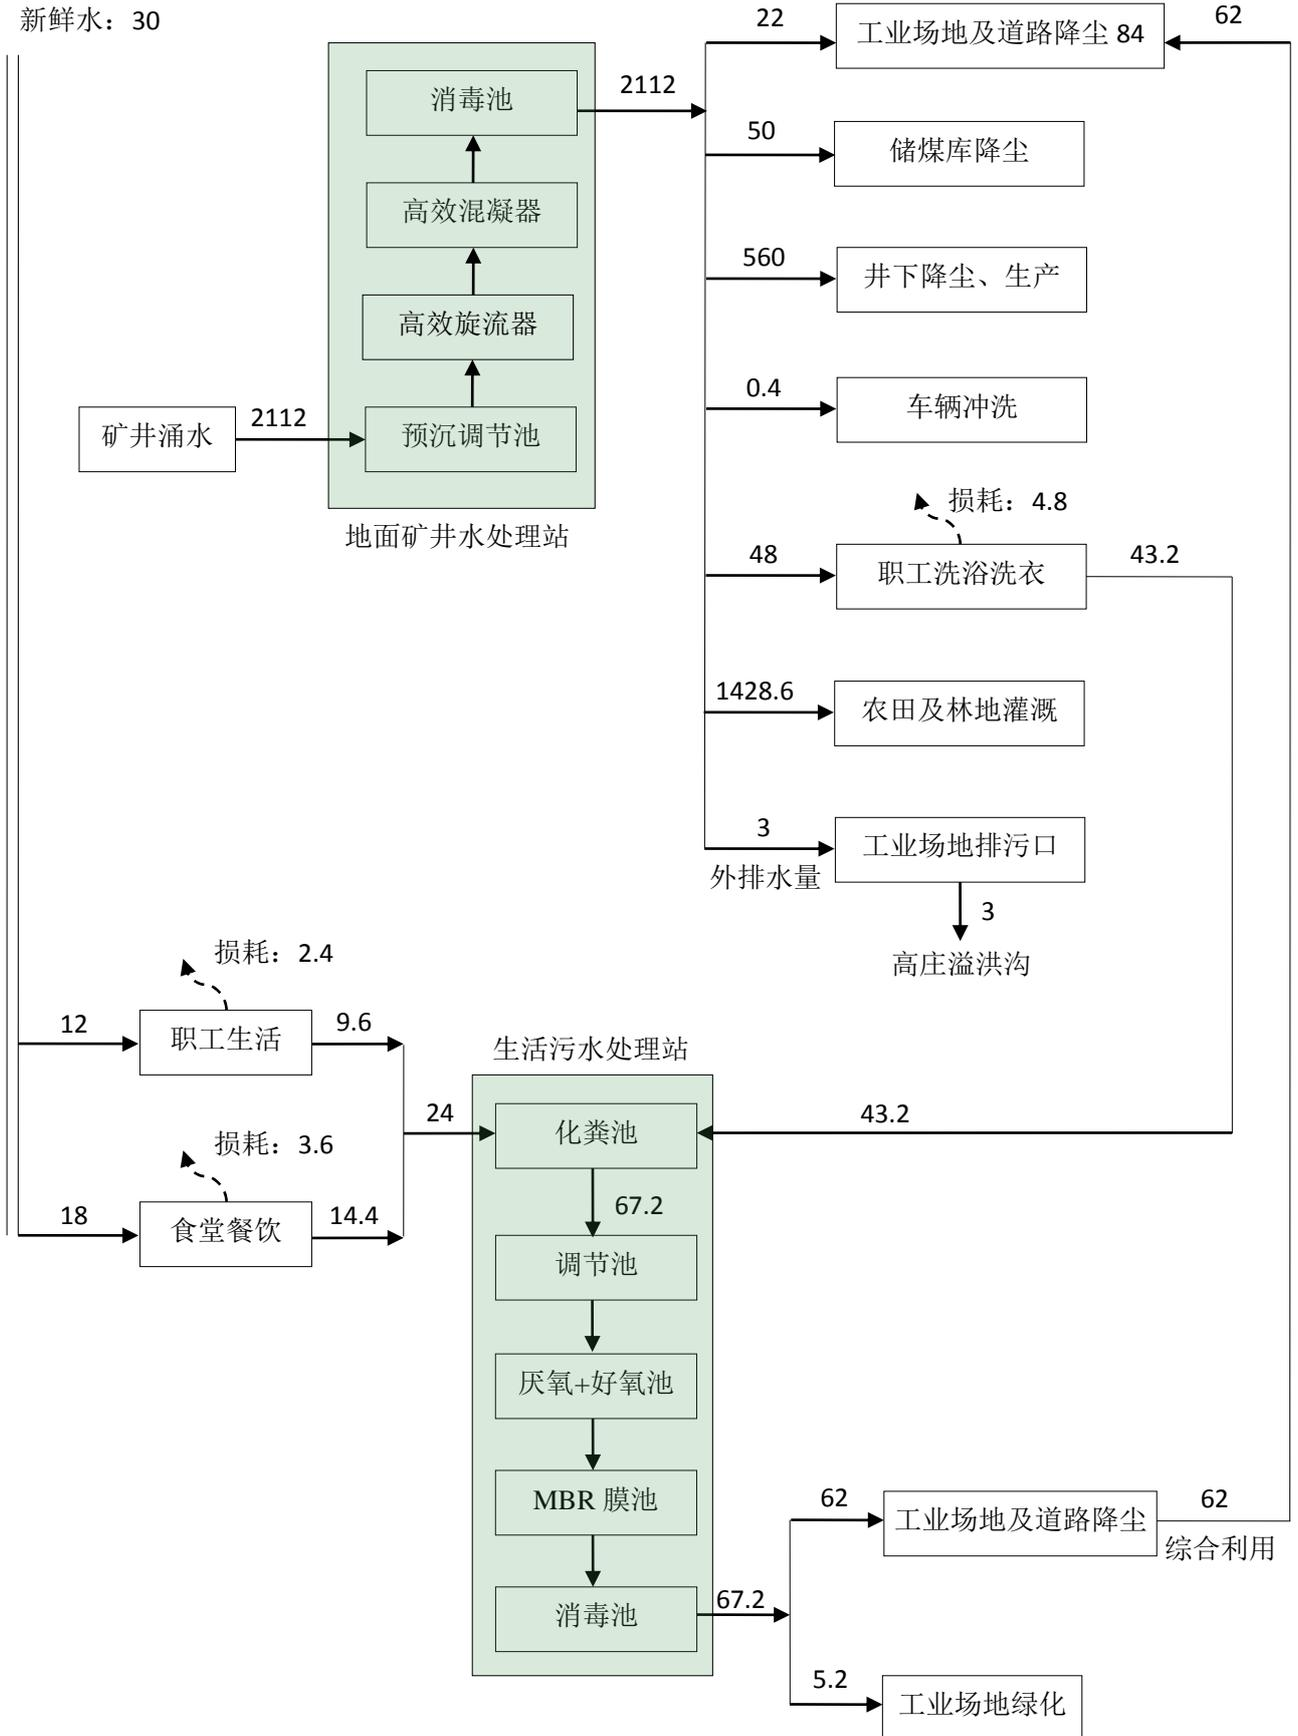 新鲜水：30
22
工业场地及道路降尘 84
62
消毒池
2112
50
储煤库降尘
高效混凝器
560
井下降尘、生产
高效旋流器
0.4
车辆冲洗
矿井涌水
2112
预沉调节池
地面矿井水处理站
损耗：4.8
48
职工洗浴洗衣
43.2
1428.6
农田及林地灌溉
3
外排水量
工业场地排污口
3
高庄溢洪沟
损耗：2.4
12
职工生活
9.6
生活污水处理站
24
化粪池
43.2
损耗：3.6
67.2
18
食堂餐饮
14.4
调节池
厌氧+好氧池
MBR 膜池
62
工业场地及道路降尘
62
综合利用
消毒池
67.2
5.2
工业场地绿化